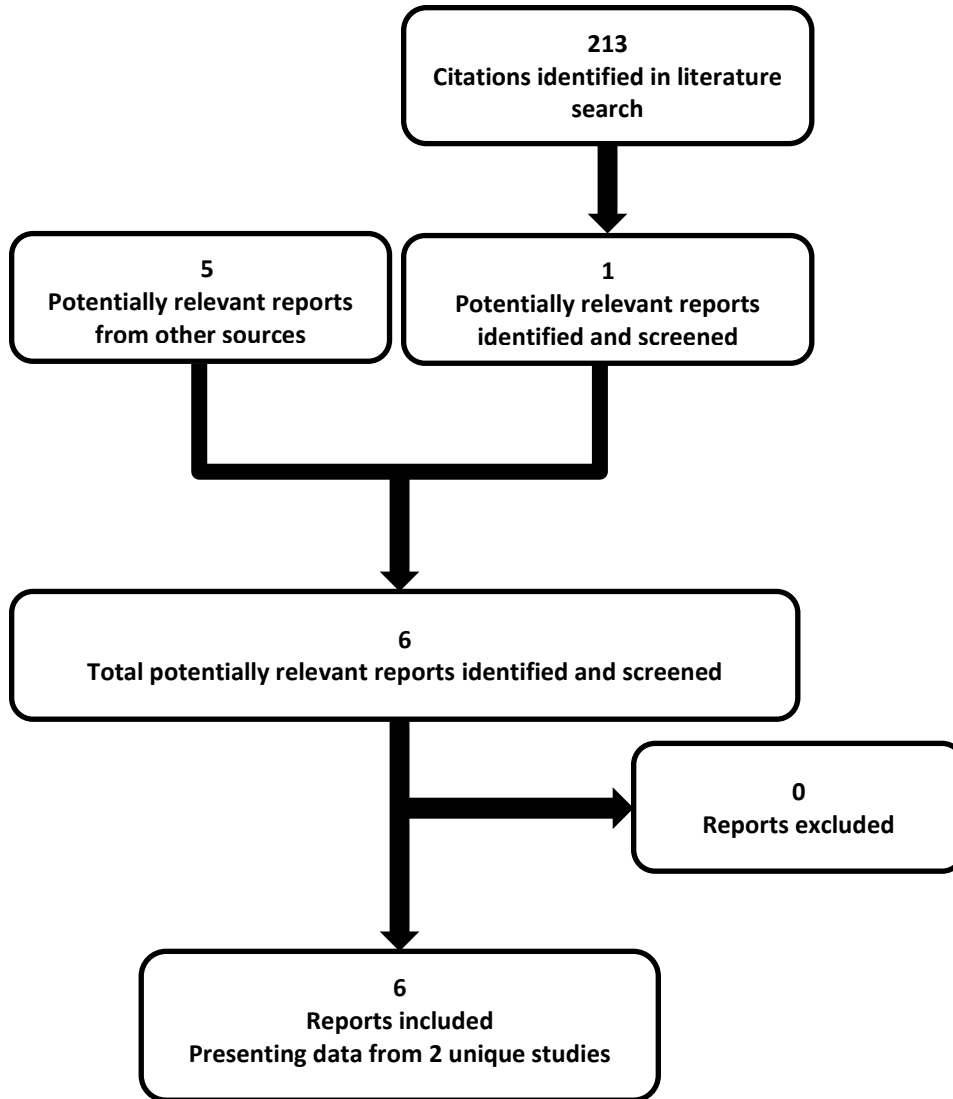 213
Citations identified in literature
search
5
Potentially relevant reports
from other sources
1
Potentially relevant reports
identified and screened
6
Total potentially relevant reports identified and screened
0
Reports excluded
6
Reports included
Presenting data from 2 unique studies